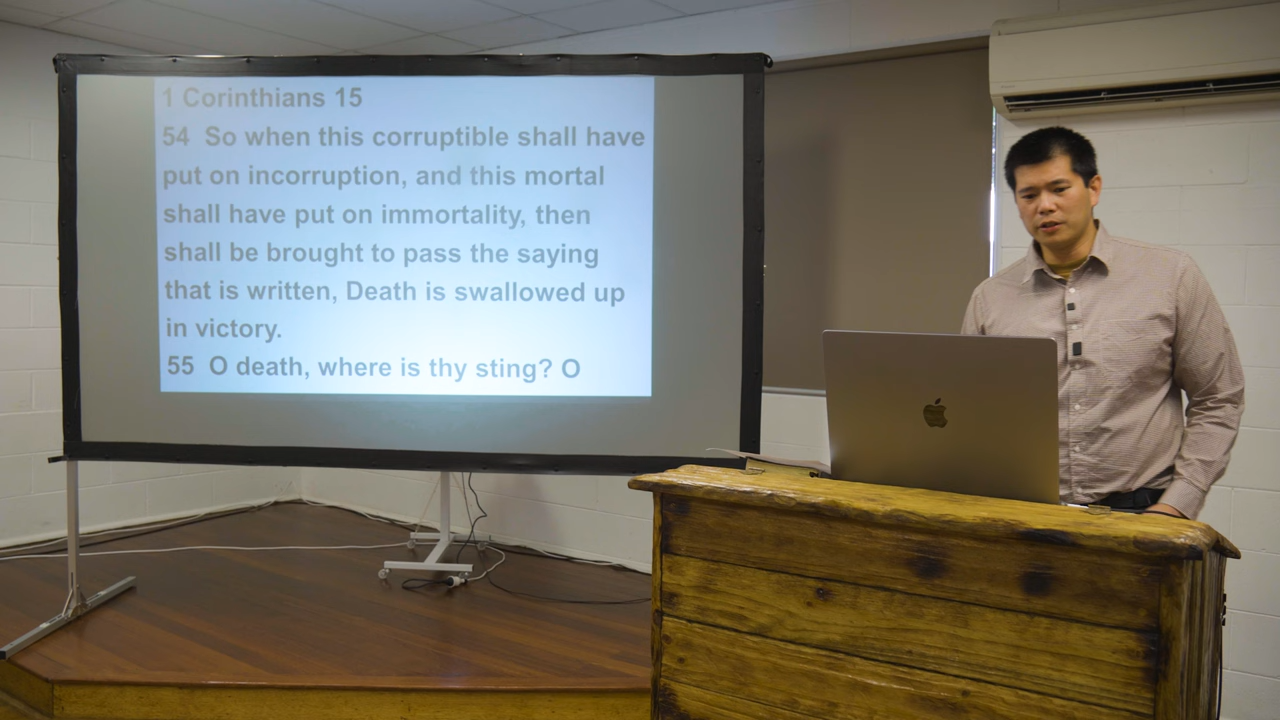 1 Corinthians 15
54 So when this corruptible shall have
put on incorruption, and this mortal
shall have put on immortality, then
shall be brought to pass the saying
that is written, Death is swallowed up
in victory.
55 O death, where is thy sting? O